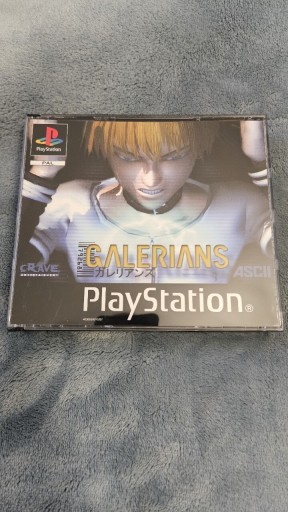 PlayStation
PAL
GALERIANS
ガレリアンズ
CRAVE
ASCII
PlayStation®